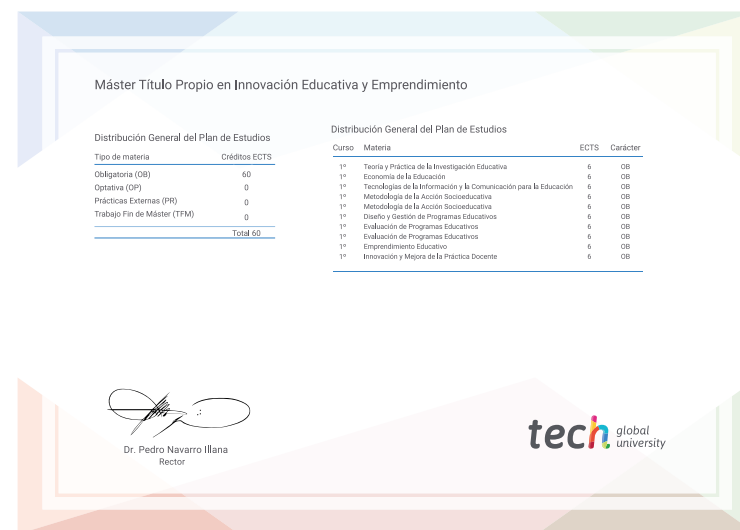 Máster Título Propio en Innovación Educativa y Emprendimiento
Distribución General del Plan de Estudios
Tipo de materia Créditos ECTS
Obligatoria (OB) 60
Optativa (OP) 0
Prácticas Externas (PR) 0
Trabajo Fin de Máster (TFM) 0
Total 60
Distribución General del Plan de Estudios
Curso Materia ECTS Carácter
1º Teoría y Práctica de la Investigación Educativa 6 OB
1º Economía de la Educación 6 OB
1º Tecnologías de la Información y la Comunicación para la Educación 6 OB
1º Metodología de la Acción Socioeducativa 6 OB
1º Metodología de la Acción Socioeducativa 6 OB
1º Diseño y Gestión de Programas Educativos 6 OB
1º Evaluación de Programas Educativos 6 OB
1º Evaluación de Programas Educativos 6 OB
1º Emprendimiento Educativo 6 OB
1º Innovación y Mejora de la Práctica Docente 6 OB
Dr. Pedro Navarro Illana
Rector
tech global university